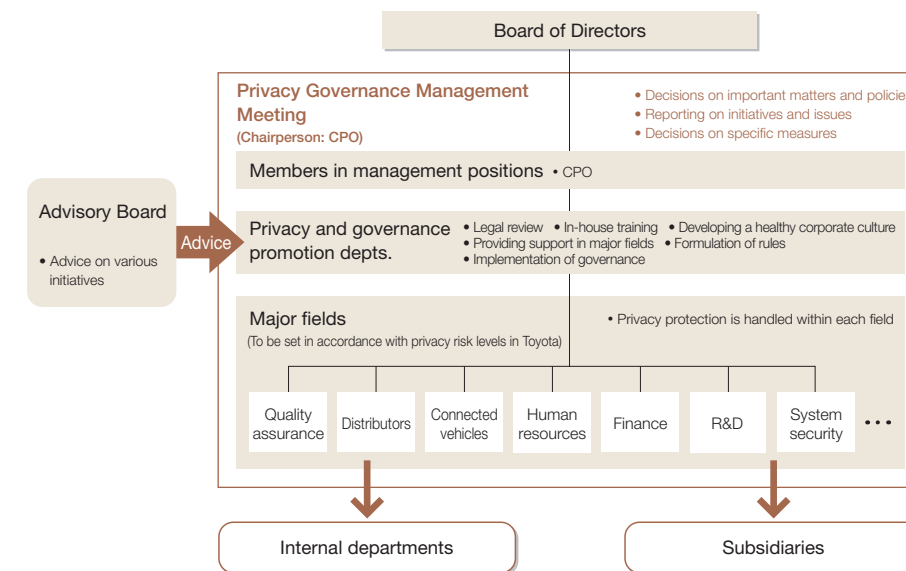 Board of Directors
Privacy Governance Management
Meeting
(Chairperson: CPO)
• Decisions on important matters and policie
• Reporting on initiatives and issues
• Decisions on specific measures
Members in management positions • CPO
Advisory Board
• Advice on various
initiatives
Advice
Privacy and governance
promotion depts.
• Legal review • In-house training • Developing a healthy corporate culture
• Providing support in major fields • Formulation of rules
• Implementation of governance
Major fields
(To be set in accordance with privacy risk levels in Toyota)
• Privacy protection is handled within each field
Quality
assurance
Distributors
Connected
vehicles
Human
resources
Finance
R&D
System
security
•••
Internal departments
Subsidiaries